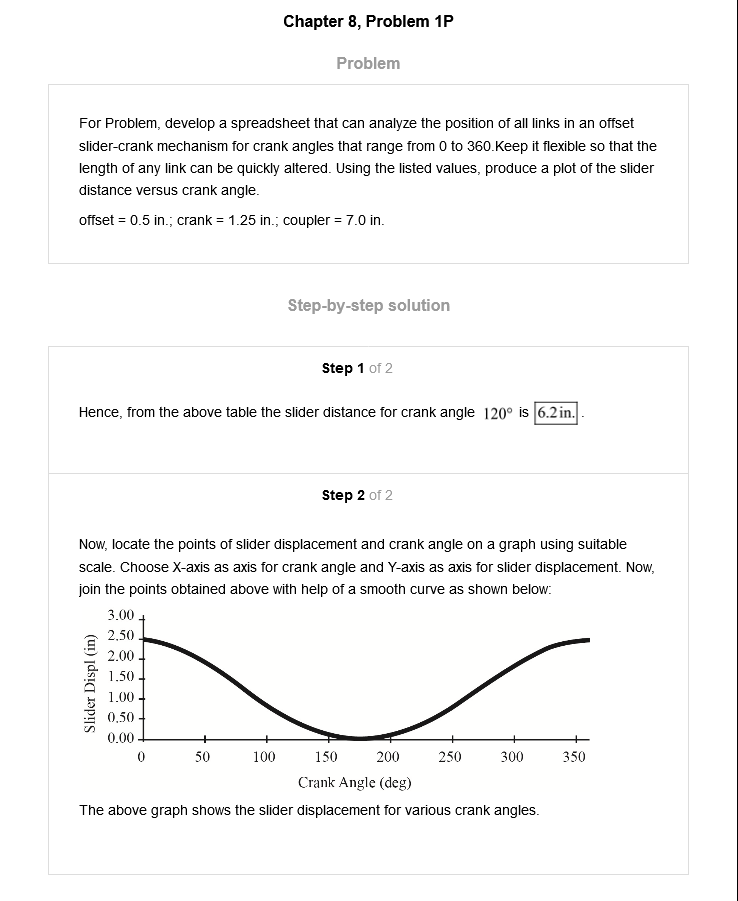 Chapter 8, Problem 1P
Problem
For Problem, develop a spreadsheet that can analyze the position of all links in an offset
slider-crank mechanism for crank angles that range from 0 to 360.Keep it flexible so that the
length of any link can be quickly altered. Using the listed values, produce a plot of the slider
distance versus crank angle.
offset = 0.5 in.; crank = 1.25 in.; coupler = 7.0 in.
Step-by-step solution
Step 1 of 2
Hence, from the above table the slider distance for crank angle 120° is 6.2 in. .
Step 2 of 2
Now, locate the points of slider displacement and crank angle on a graph using suitable
scale. Choose X-axis as axis for crank angle and Y-axis as axis for slider displacement. Now,
join the points obtained above with help of a smooth curve as shown below:
Slider Displ (in)
3.00
2.50
2.00
1.50
1.00
0.50
0.00
0 50 100 150 200 250 300 350
Crank Angle (deg)
The above graph shows the slider displacement for various crank angles.